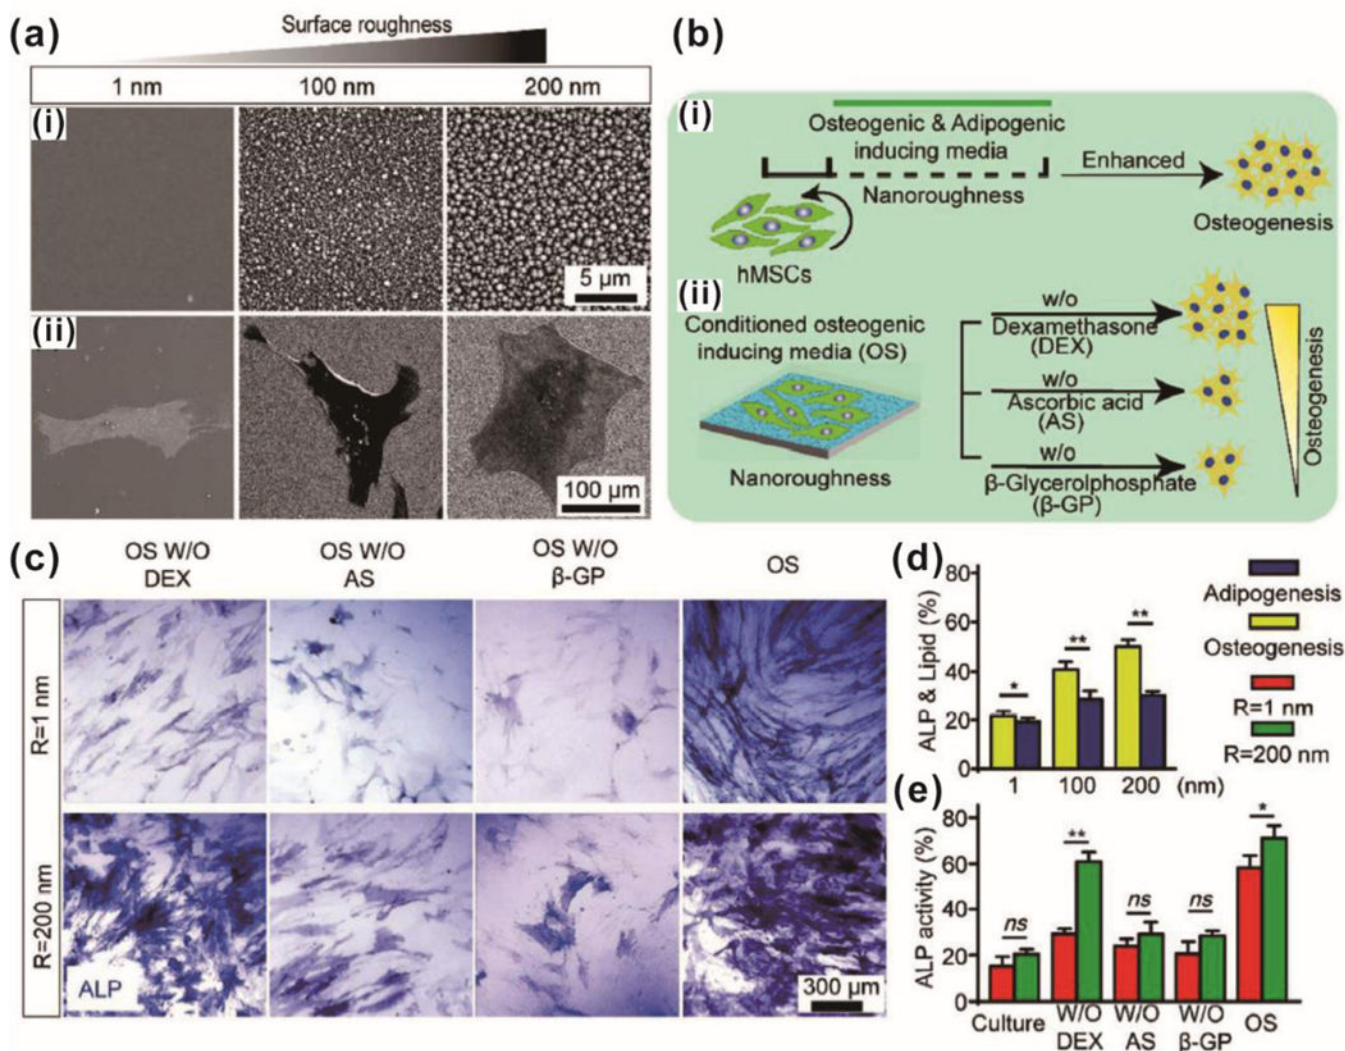 (a)
Surface roughness
1 nm
100 nm
200 nm
(i)
5 µm
(ii)
100 µm
(b)
(i)
Osteogenic & Adipogenic
inducing media
Nanoroughness
Enhanced
Osteogenesis
hMSCs
(ii)
Conditioned osteogenic
inducing media (OS)
Nanoroughness
w/o
Dexamethasone
(DEX)
w/o
Ascorbic acid
(AS)
w/o
β-Glycerolphosphate
(β-GP)
Osteogenesis
(c)
OS W/O
DEX
OS W/O
AS
OS W/O
β-GP
OS
R=1 nm
R=200 nm
ALP
300 µm
(d)
ALP & Lipid (%)
80
60
40
20
0
*
**
**
1
100
200
(nm)
Adipogenesis
Osteogenesis
R=1 nm
R=200 nm
(e)
ALP activity (%)
80
60
40
20
0
ns
**
ns
ns
*
Culture
W/O
DEX
W/O
AS
W/O
β-GP
OS